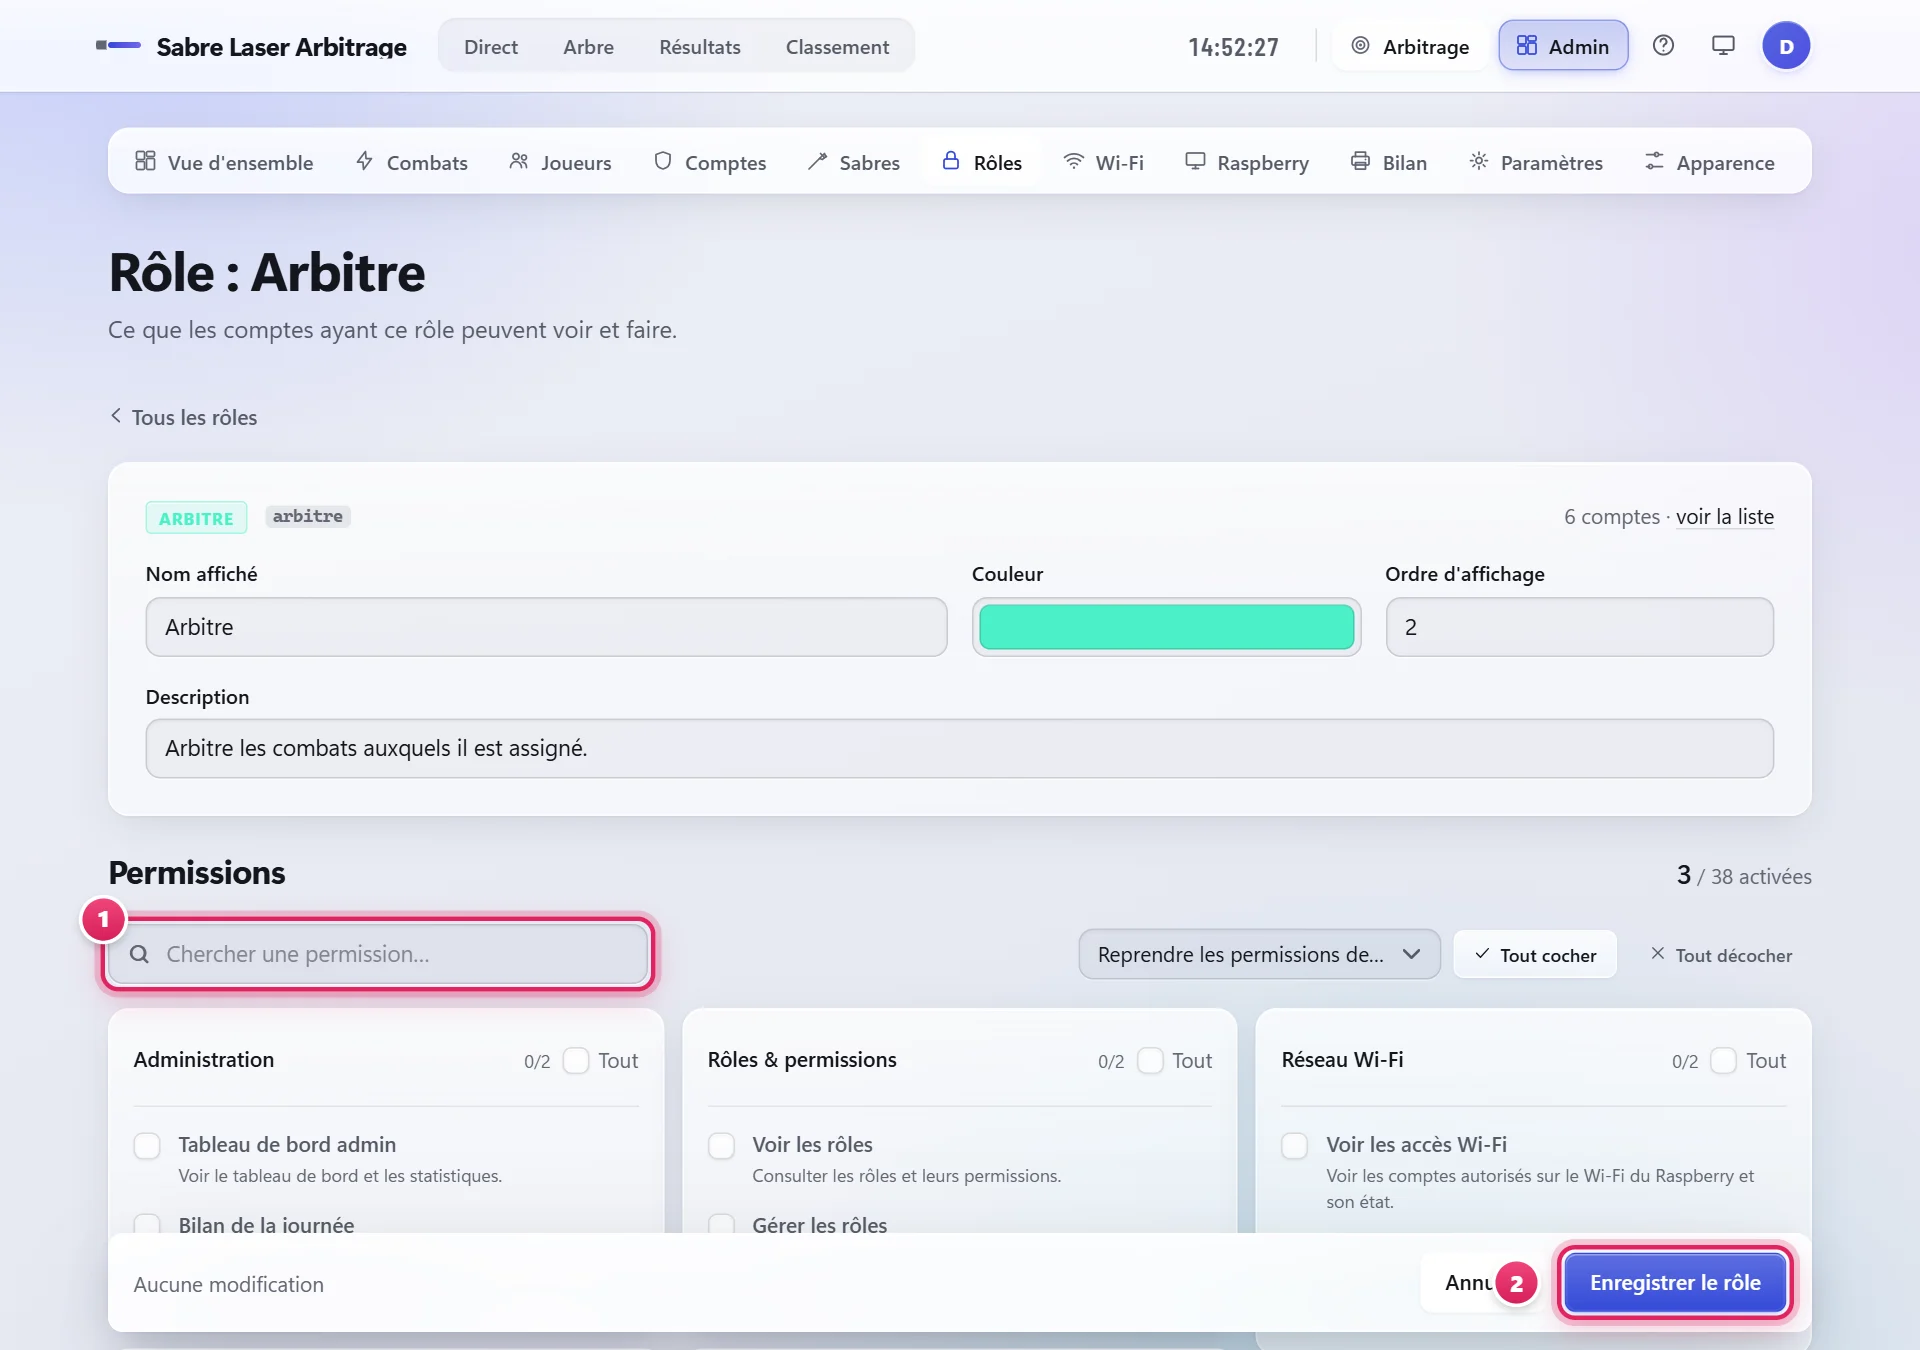 Sabre Laser Arbitrage
Direct
Arbre
Résultats
Classement
14:52:27
Arbitrage
Admin
D
Vue d'ensemble
Combats
Joueurs
Comptes
Sabres
Rôles
Wi-Fi
Raspberry
Bilan
Paramètres
Apparence
Rôle : Arbitre
Ce que les comptes ayant ce rôle peuvent voir et faire.
Tous les rôles
ARBITRE
arbitre
6 comptes · voir la liste
Nom affiché
Couleur
Ordre d'affichage
Arbitre
2
Description
Arbitre les combats auxquels il est assigné.
Permissions
3 / 38 activées
1
Chercher une permission...
Reprendre les permissions de...
Tout cocher
Tout décocher
Administration
0/2
Tout
Rôles & permissions
0/2
Tout
Réseau Wi-Fi
0/2
Tout
Tableau de bord admin
Voir le tableau de bord et les statistiques.
Voir les rôles
Consulter les rôles et leurs permissions.
Voir les accès Wi-Fi
Voir les comptes autorisés sur le Wi-Fi du Raspberry et
son état.
Bilan de la journée
Gérer les rôles
Aucune modification
2
Enregistrer le rôle